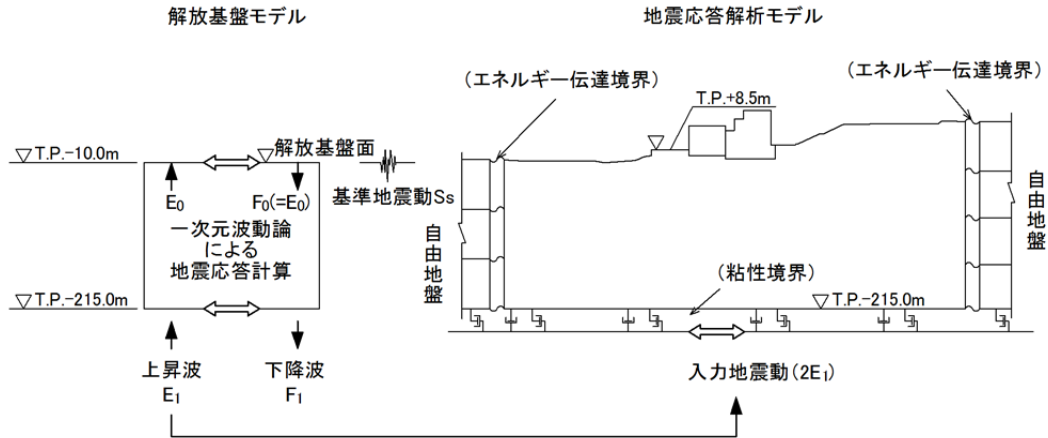 解放基盤モデル
地震応答解析モデル
(エネルギー伝達境界)
(エネルギー伝達境界)
T.P.+8.5m
T.P.-10.0m
解放基盤面
基準地震動Ss
E₀
F₀(=E₀)
一次元波動論
による
地震応答計算
自由地盤
自由地盤
(粘性境界)
T.P.-215.0m
T.P.-215.0m
上昇波
E₁
下降波
F₁
入力地震動(2E₁)